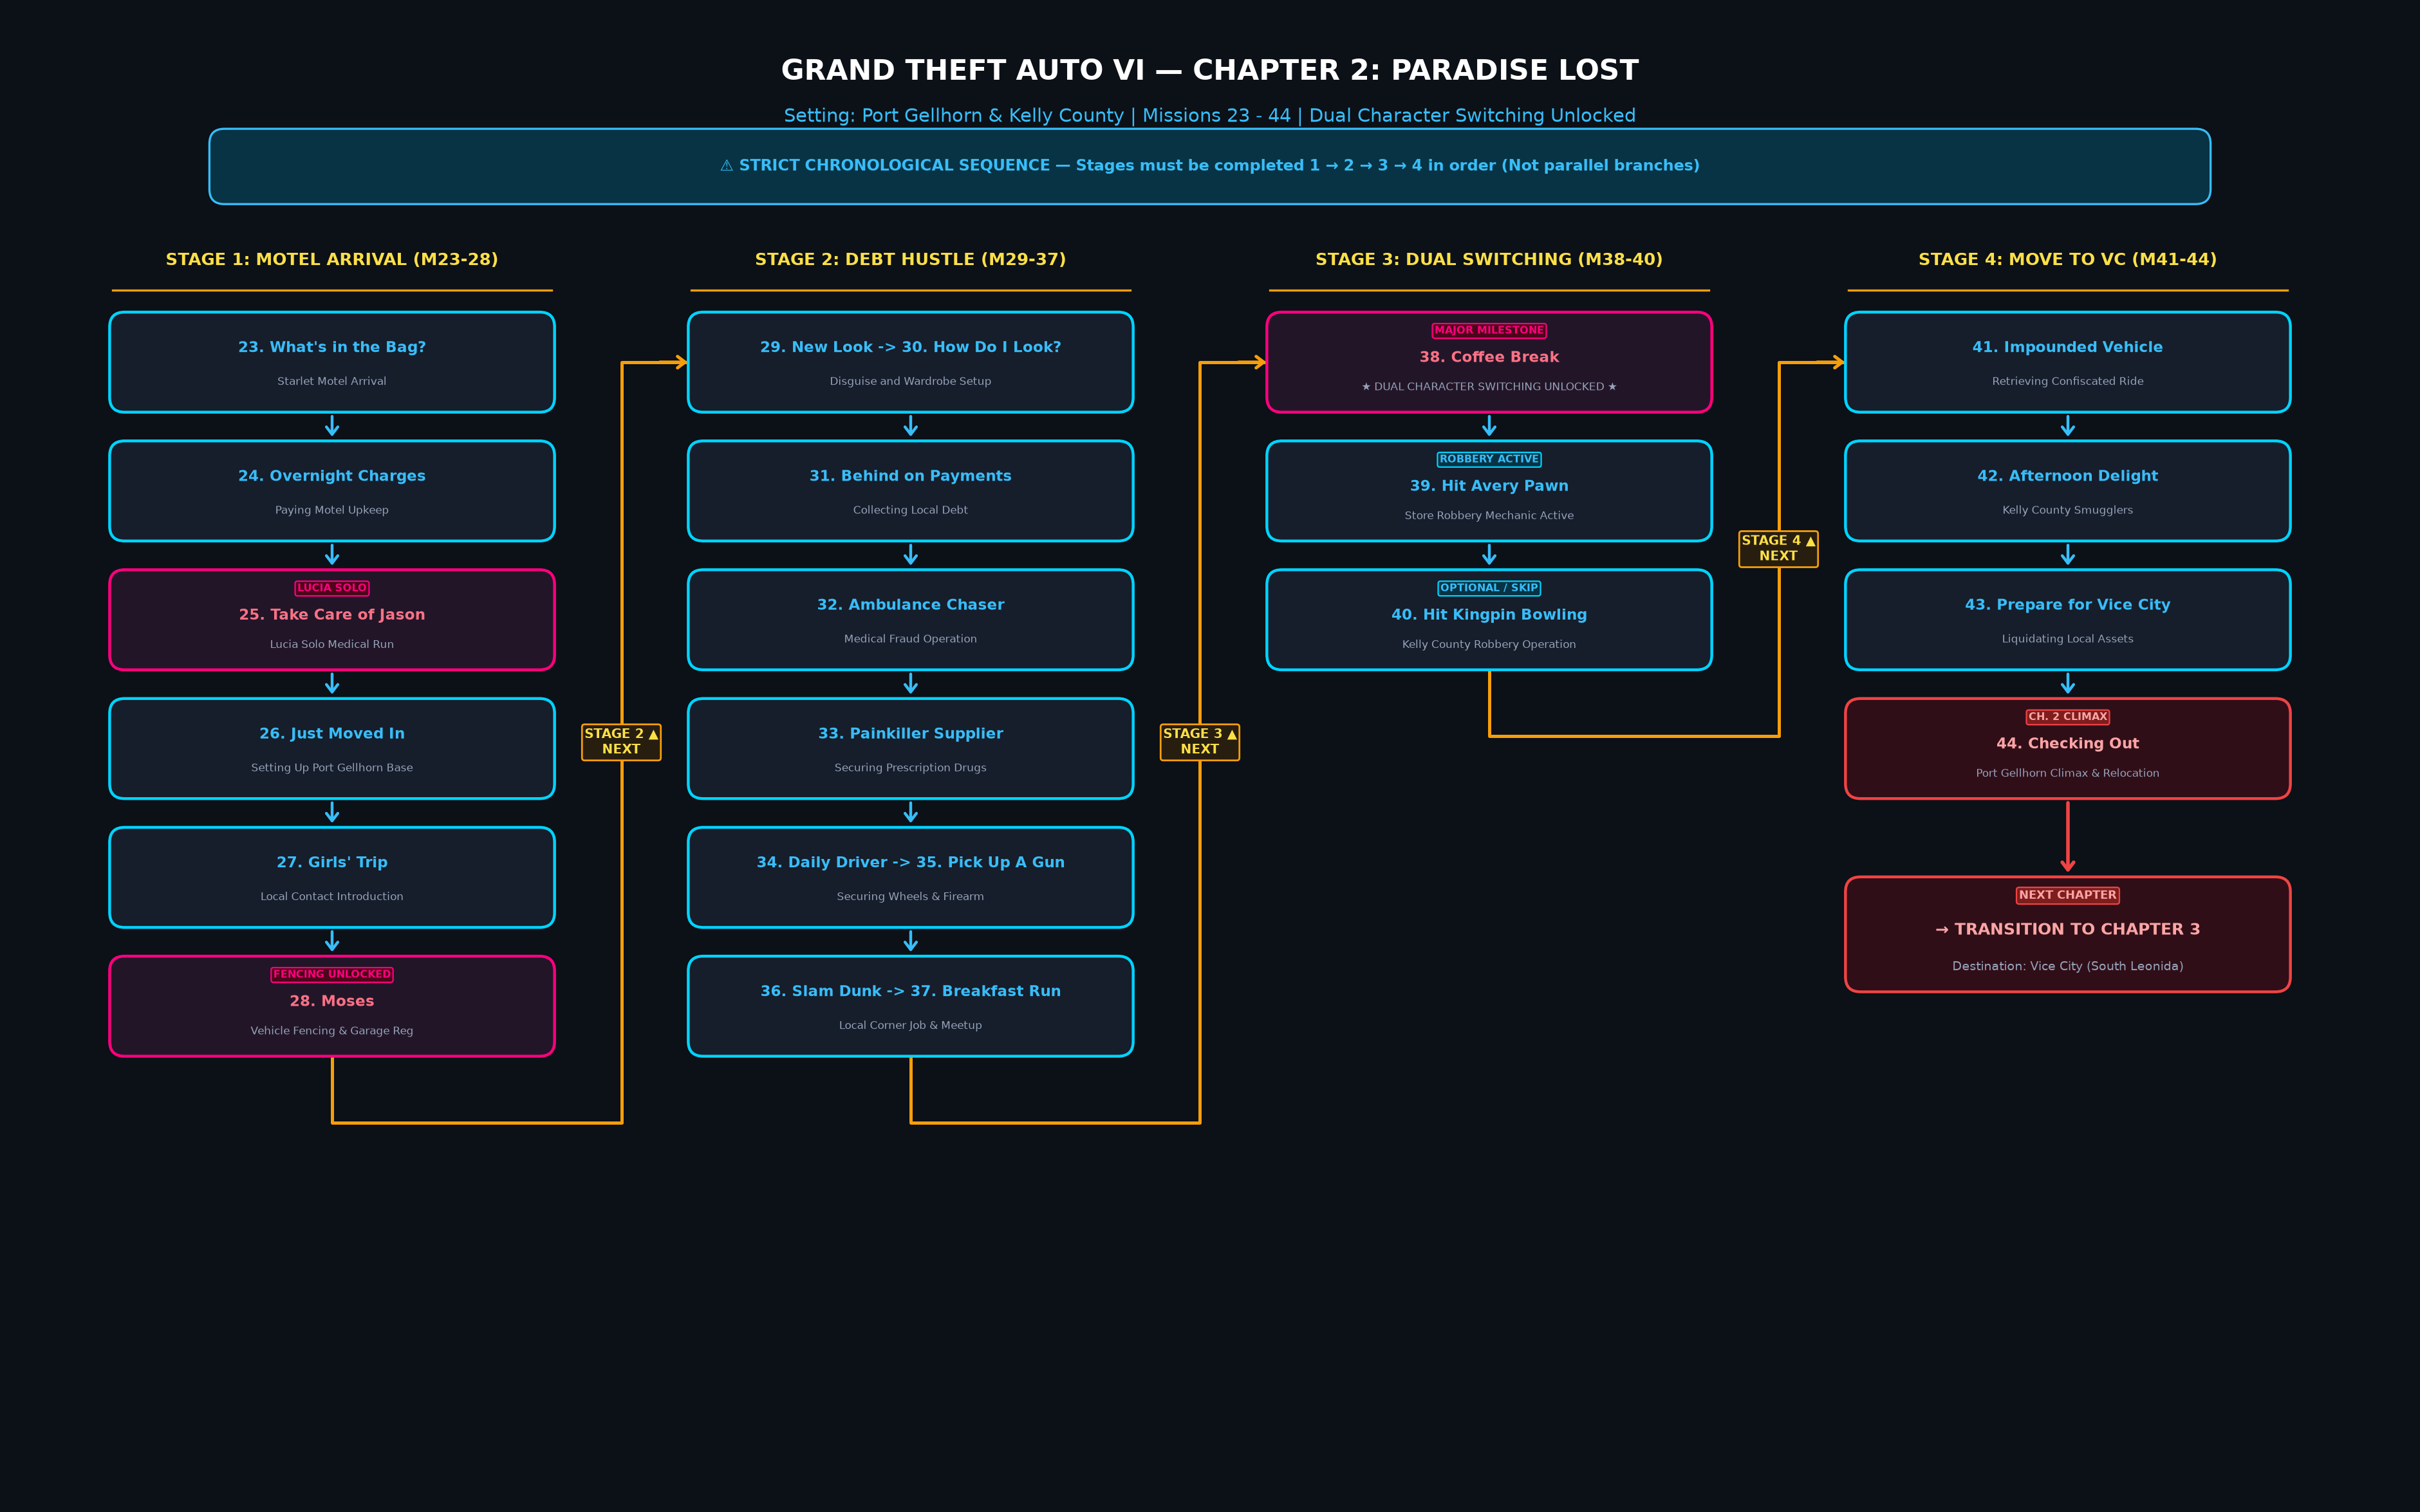 GRAND THEFT AUTO VI — CHAPTER 2: PARADISE LOST
Setting: Port Gellhorn & Kelly County | Missions 23 - 44 | Dual Character Switching Unlocked
⚠ STRICT CHRONOLOGICAL SEQUENCE — Stages must be completed 1 → 2 → 3 → 4 in order (Not parallel branches)
STAGE 1: MOTEL ARRIVAL (M23-28)
23. What's in the Bag?
Starlet Motel Arrival
24. Overnight Charges
Paying Motel Upkeep
LUCIA SOLO
25. Take Care of Jason
Lucia Solo Medical Run
26. Just Moved In
Setting Up Port Gellhorn Base
27. Girls' Trip
Local Contact Introduction
FENCING UNLOCKED
28. Moses
Vehicle Fencing & Garage Reg
STAGE 2 ▲
NEXT
STAGE 2: DEBT HUSTLE (M29-37)
29. New Look -> 30. How Do I Look?
Disguise and Wardrobe Setup
31. Behind on Payments
Collecting Local Debt
32. Ambulance Chaser
Medical Fraud Operation
33. Painkiller Supplier
Securing Prescription Drugs
34. Daily Driver -> 35. Pick Up A Gun
Securing Wheels & Firearm
36. Slam Dunk -> 37. Breakfast Run
Local Corner Job & Meetup
STAGE 3 ▲
NEXT
STAGE 3: DUAL SWITCHING (M38-40)
MAJOR MILESTONE
38. Coffee Break
★ DUAL CHARACTER SWITCHING UNLOCKED ★
ROBBERY ACTIVE
39. Hit Avery Pawn
Store Robbery Mechanic Active
OPTIONAL / SKIP
40. Hit Kingpin Bowling
Kelly County Robbery Operation
STAGE 4 ▲
NEXT
STAGE 4: MOVE TO VC (M41-44)
41. Impounded Vehicle
Retrieving Confiscated Ride
42. Afternoon Delight
Kelly County Smugglers
43. Prepare for Vice City
Liquidating Local Assets
CH. 2 CLIMAX
44. Checking Out
Port Gellhorn Climax & Relocation
NEXT CHAPTER
→ TRANSITION TO CHAPTER 3
Destination: Vice City (South Leonida)